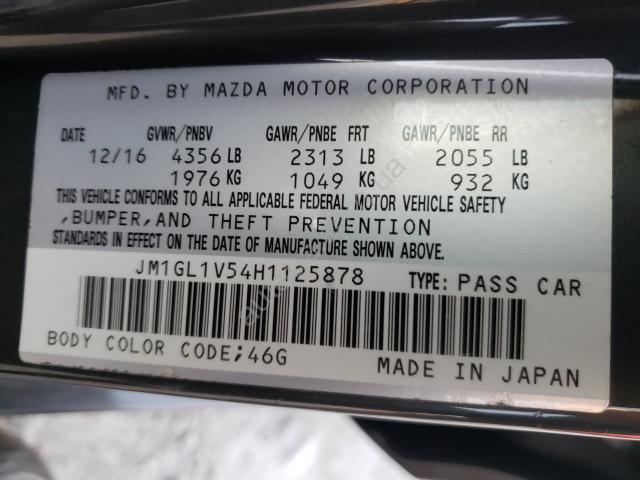 MFD. BY MAZDA MOTOR CORPORATION
DATE GVWR/PNBV GAWR/PNBE FRT GAWR/PNBE RR
12/16 4356 LB 2313 LB 2055 LB
1976 KG 1049 KG 932 KG
THIS VEHICLE CONFORMS TO ALL APPLICABLE FEDERAL MOTOR VEHICLE SAFETY
,BUMPER,AND THEFT PREVENTION
STANDARDS IN EFFECT ON THE DATE OF MANUFACTURE SHOWN ABOVE.
JM1GL1V54H1125878 TYPE: PASS CAR
BODY COLOR CODE;46G MADE IN JAPAN